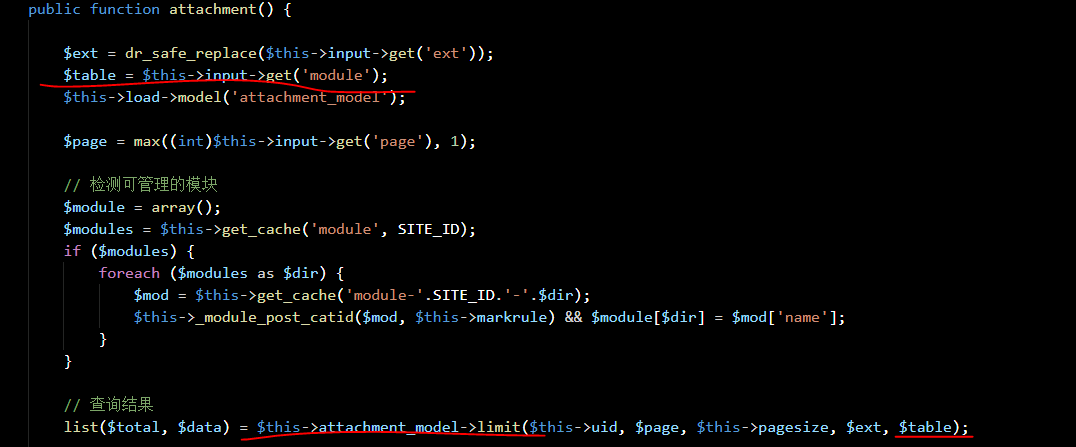 public function attachment() {
$ext = dr_safe_replace($this->input->get('ext'));
$table = $this->input->get('module');
$this->load->model('attachment_model');
$page = max((int)$this->input->get('page'), 1);
// 检测可管理的模块
$module = array();
$modules = $this->get_cache('module', SITE_ID);
if ($modules) {
foreach ($modules as $dir) {
$mod = $this->get_cache('module-'.SITE_ID.'-'.$dir);
$this->_module_post_catid($mod, $this->markrule) && $module[$dir] = $mod['name'];
}
}
// 查询结果
list($total, $data) = $this->attachment_model->limit($this->uid, $page, $this->pagesize, $ext, $table);